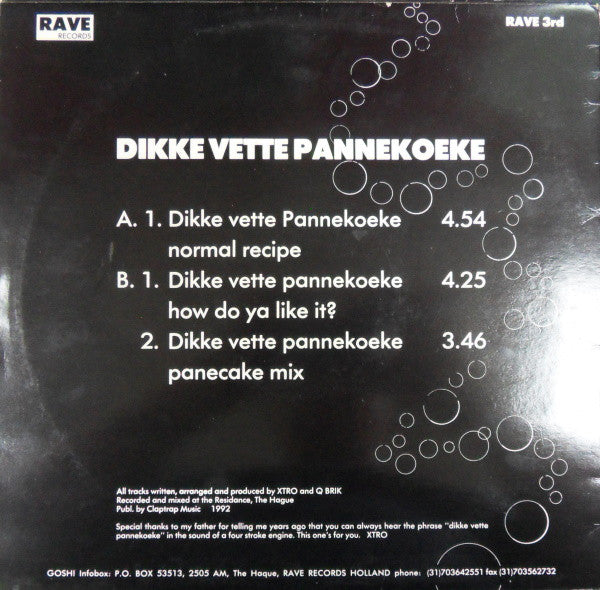 RAVE
RECORDS
RAVE 3rd
DIKKE VETTE PANNEKOEKE
A. 1. Dikke vette Pannekoeke 4.54
normal recipe
B. 1. Dikke vette pannekoeke 4.25
how do ya like it?
2. Dikke vette pannekoeke 3.46
panecake mix
All tracks written, arranged and produced by XTRO and Q BRIK
Recorded and mixed at the Residance, The Hague
Publ. by Claptrap Music 1992
Special thanks to my father for telling me years ago that you can always hear the phrase "dikke vette
pannekoeke" in the sound of a four stroke engine. This one's for you. XTRO
GOSH! Infobox: P.O. BOX 53513, 2505 AM, The Haque, RAVE RECORDS HOLLAND phone: (31)703642551 fax (31)703562732